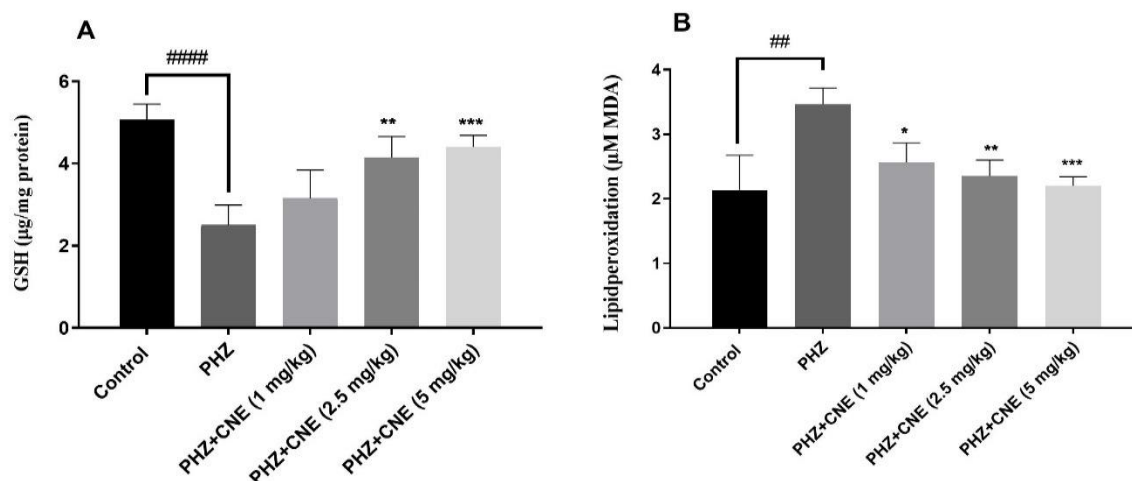 A
####
GSH (µg/mg protein)
6
4
2
0
**
***
Control
PHZ
PHZ+CNE (1 mg/kg)
PHZ+CNE (2.5 mg/kg)
PHZ+CNE (5 mg/kg)
B
##
Lipidperoxidation (µM MDA)
4
3
2
1
0
*
**
***
Control
PHZ
PHZ+CNE (1 mg/kg)
PHZ+CNE (2.5 mg/kg)
PHZ+CNE (5 mg/kg)